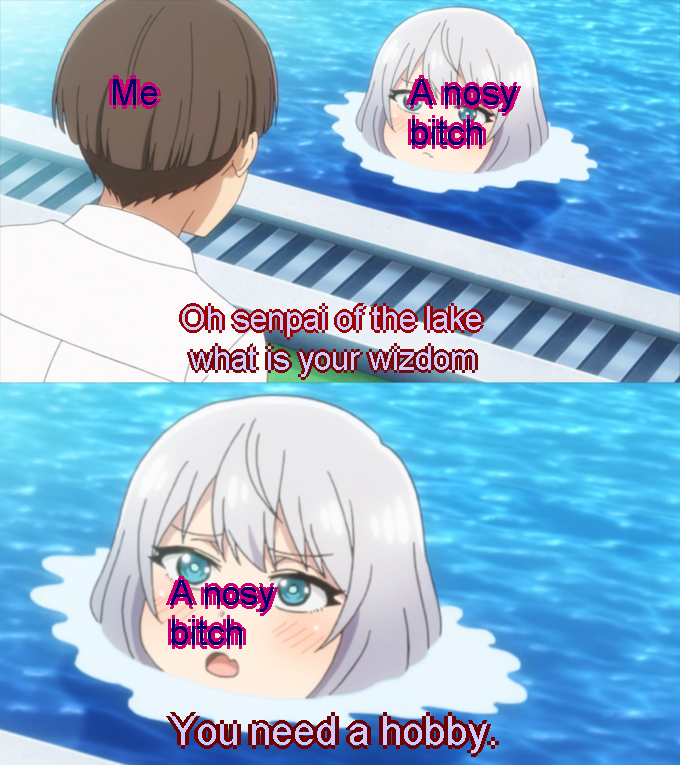 Me
A nosy
bitch
Oh senpai of the lake
what is your wizdom
A nosy
bitch
You need a hobby.